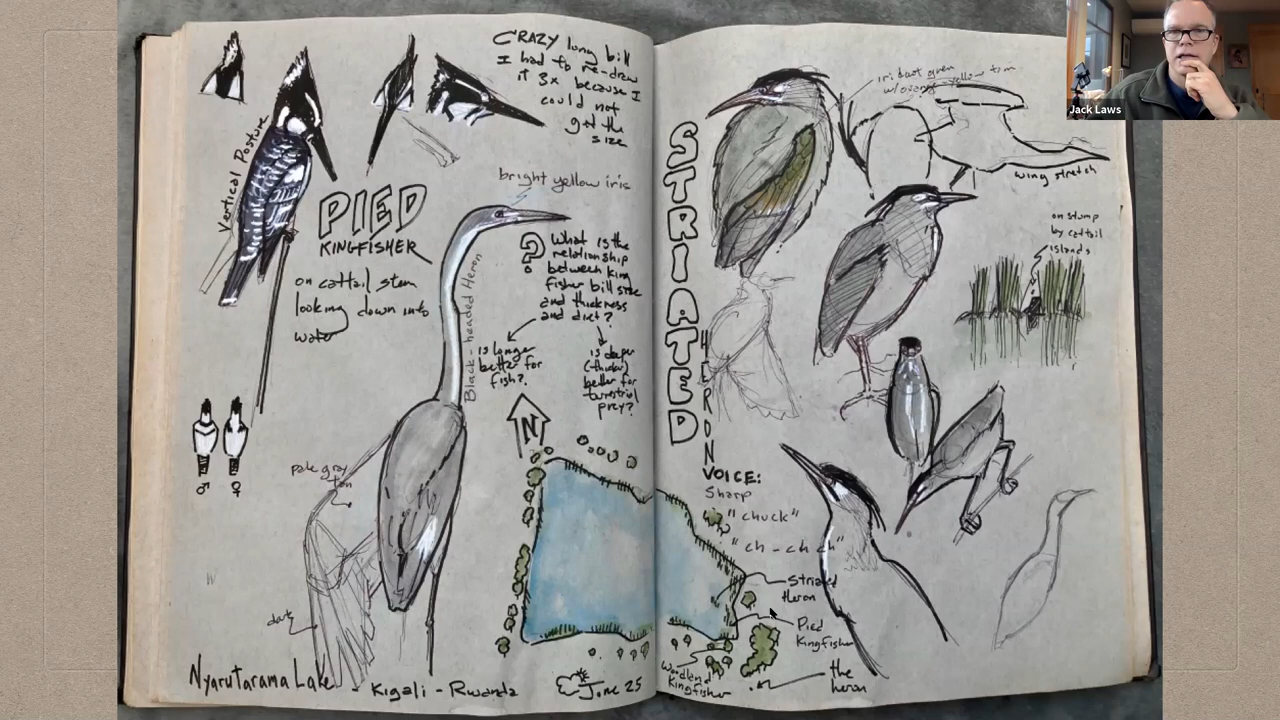 CRAZY long bill
I had to re-draw
it 3x because I
could not
get the
size
Vertical Posture
PIED
KINGFISHER
on cattail stem
looking down into
water
♂ ♀
bright yellow iris
Black-headed Heron
? What is the
relationship
between king
fisher bill size
and thickness
and diet?
is longer
better for
fish?
is deeper
(thicker)
better for
terrestrial
prey?
N
pale gray
dark
Nyarutarama Lake - Kigali - Rwanda
June 25
STRIATED
HERON
wing stretch
on stump
by cattail
islands
VOICE:
Sharp
"chuck"
Striated
Heron
Pied
Kingfisher
the
heron
Woodland
Kingfisher
Jack Laws